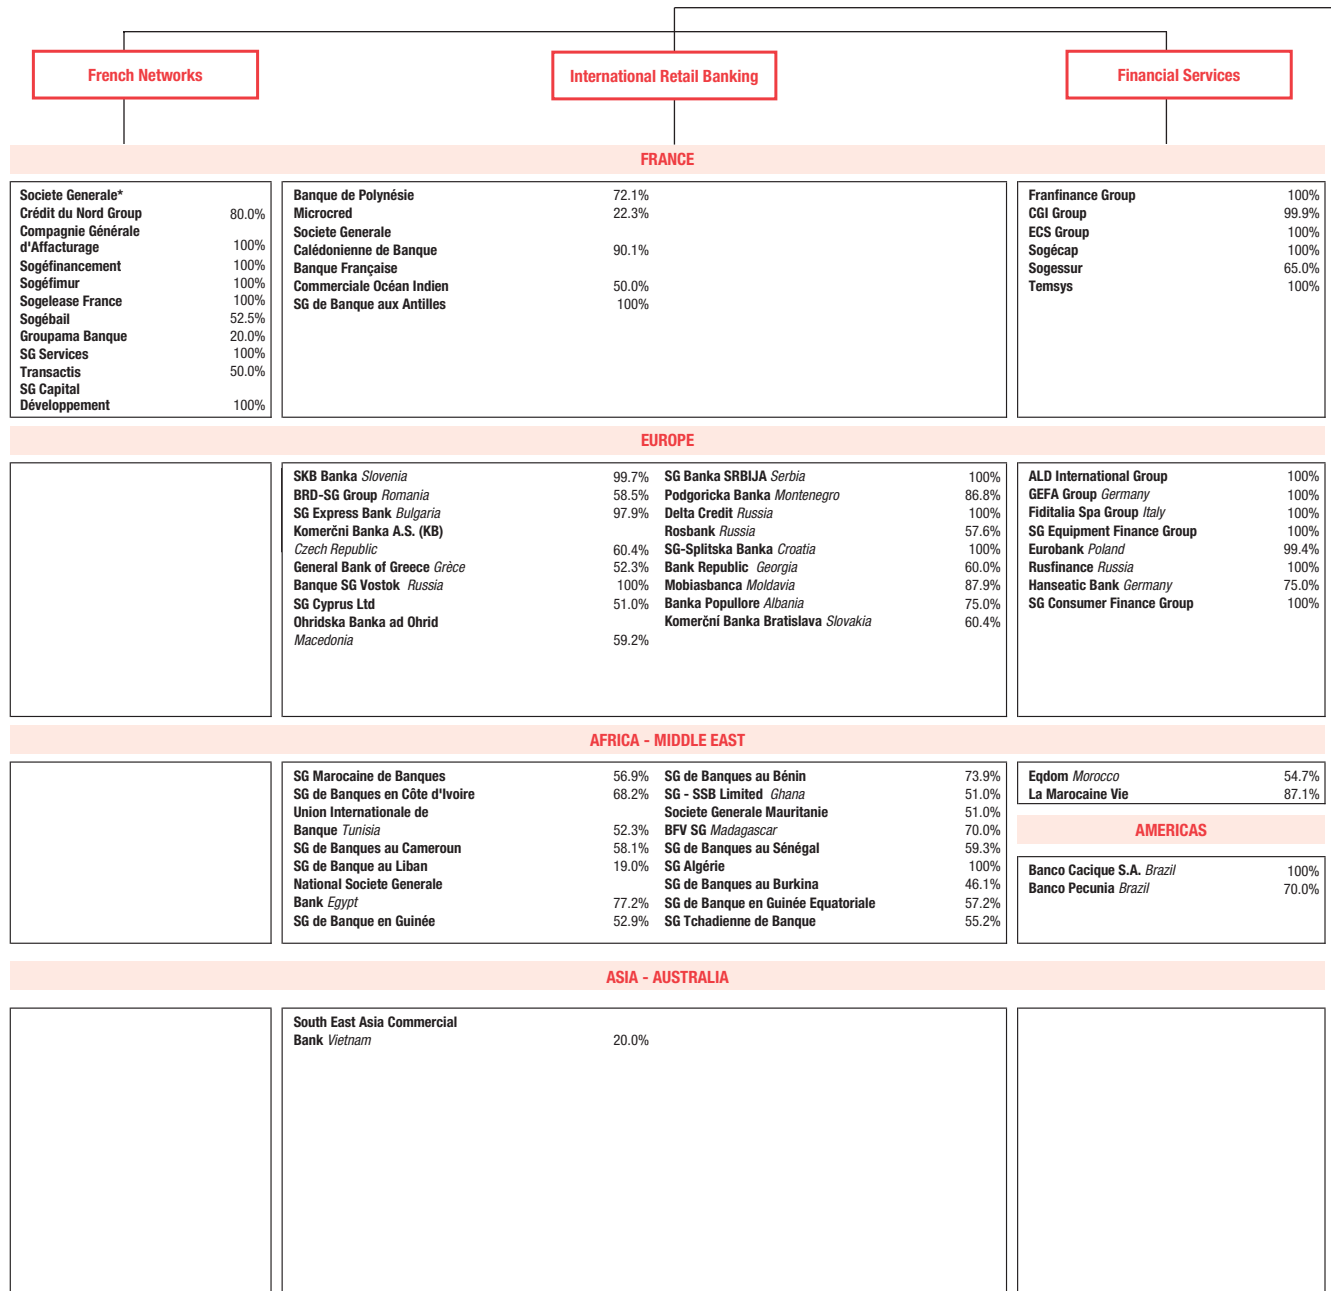 French Networks
International Retail Banking
Financial Services
FRANCE
Societe Generale*
Crédit du Nord Group 80.0%
Compagnie Générale
d'Affacturage 100%
Sogéfinancement 100%
Sogéfimur 100%
Sogelease France 100%
Sogébail 52.5%
Groupama Banque 20.0%
SG Services 100%
Transactis 50.0%
SG Capital
Développement 100%
Banque de Polynésie 72.1%
Microcred 22.3%
Societe Generale
Calédonienne de Banque 90.1%
Banque Française
Commerciale Océan Indien 50.0%
SG de Banque aux Antilles 100%
Franfinance Group 100%
CGI Group 99.9%
ECS Group 100%
Sogécap 100%
Sogessur 65.0%
Temsys 100%
EUROPE
SKB Banka Slovenia 99.7%
BRD-SG Group Romania 58.5%
SG Express Bank Bulgaria 97.9%
Komerčni Banka A.S. (KB)
Czech Republic 60.4%
General Bank of Greece Grèce 52.3%
Banque SG Vostok Russia 100%
SG Cyprus Ltd 51.0%
Ohridska Banka ad Ohrid
Macedonia 59.2%
SG Banka SRBIJA Serbia 100%
Podgoricka Banka Montenegro 86.8%
Delta Credit Russia 100%
Rosbank Russia 57.6%
SG-Splitska Banka Croatia 100%
Bank Republic Georgia 60.0%
Mobiasbanca Moldavia 87.9%
Banka Popullore Albania 75.0%
Komerční Banka Bratislava Slovakia 60.4%
ALD International Group 100%
GEFA Group Germany 100%
Fiditalia Spa Group Italy 100%
SG Equipment Finance Group 100%
Eurobank Poland 99.4%
Rusfinance Russia 100%
Hanseatic Bank Germany 75.0%
SG Consumer Finance Group 100%
AFRICA - MIDDLE EAST
SG Marocaine de Banques 56.9%
SG de Banques en Côte d'Ivoire 68.2%
Union Internationale de
Banque Tunisia 52.3%
SG de Banques au Cameroun 58.1%
SG de Banque au Liban 19.0%
National Societe Generale
Bank Egypt 77.2%
SG de Banque en Guinée 52.9%
SG de Banques au Bénin 73.9%
SG - SSB Limited Ghana 51.0%
Societe Generale Mauritanie 51.0%
BFV SG Madagascar 70.0%
SG de Banques au Sénégal 59.3%
SG Algérie 100%
SG de Banques au Burkina 46.1%
SG de Banque en Guinée Equatoriale 57.2%
SG Tchadienne de Banque 55.2%
Eqdom Morocco 54.7%
La Marocaine Vie 87.1%
AMERICAS
Banco Cacique S.A. Brazil 100%
Banco Pecunia Brazil 70.0%
ASIA - AUSTRALIA
South East Asia Commercial
Bank Vietnam 20.0%